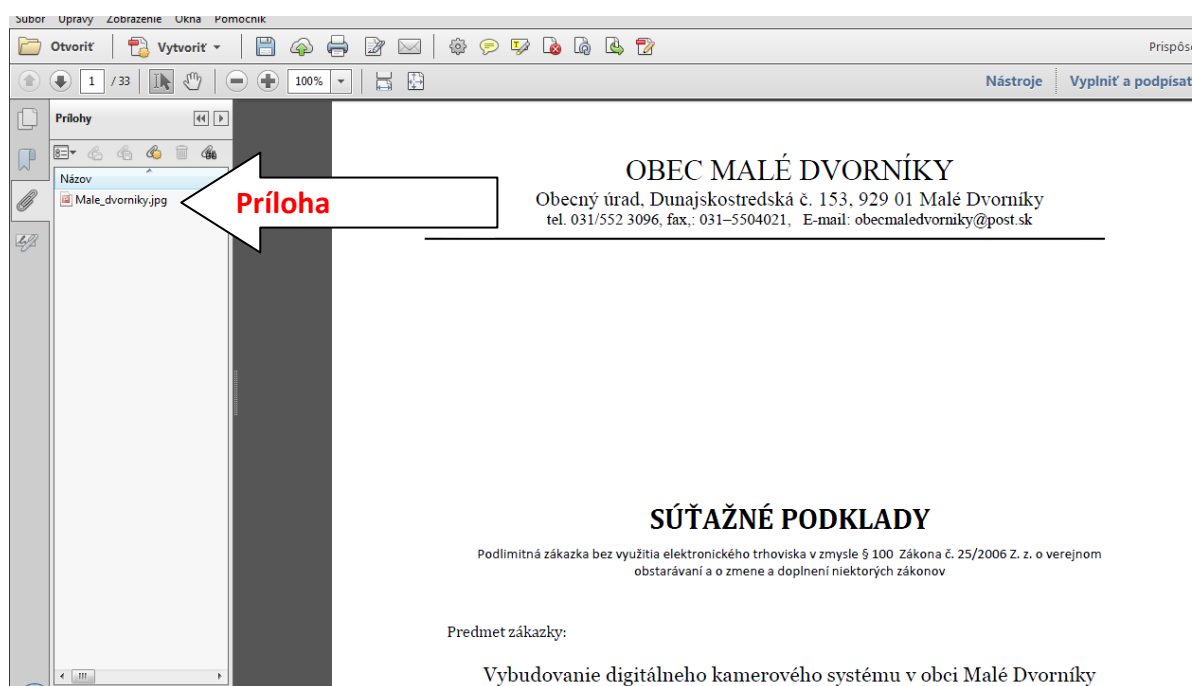 Súbor Úpravy Zobrazenie Okná Pomocník
Otvoriť Vytvoriť
1 / 33 100% Nástroje Vyplniť a podpísať
Prílohy
Názov
Male_dvorniky.jpg
Príloha
OBEC MALÉ DVORNÍKY
Obecný úrad, Dunajskostredská č. 153, 929 01 Malé Dvorníky
tel. 031/552 3096, fax,: 031–5504021, E-mail: obecmaledvorniky@post.sk
SÚŤAŽNÉ PODKLADY
Podlimitná zákazka bez využitia elektronického trhoviska v zmysle § 100 Zákona č. 25/2006 Z. z. o verejnom
obstarávaní a o zmene a doplnení niektorých zákonov
Predmet zákazky:
Vybudovanie digitálneho kamerového systému v obci Malé Dvorníky